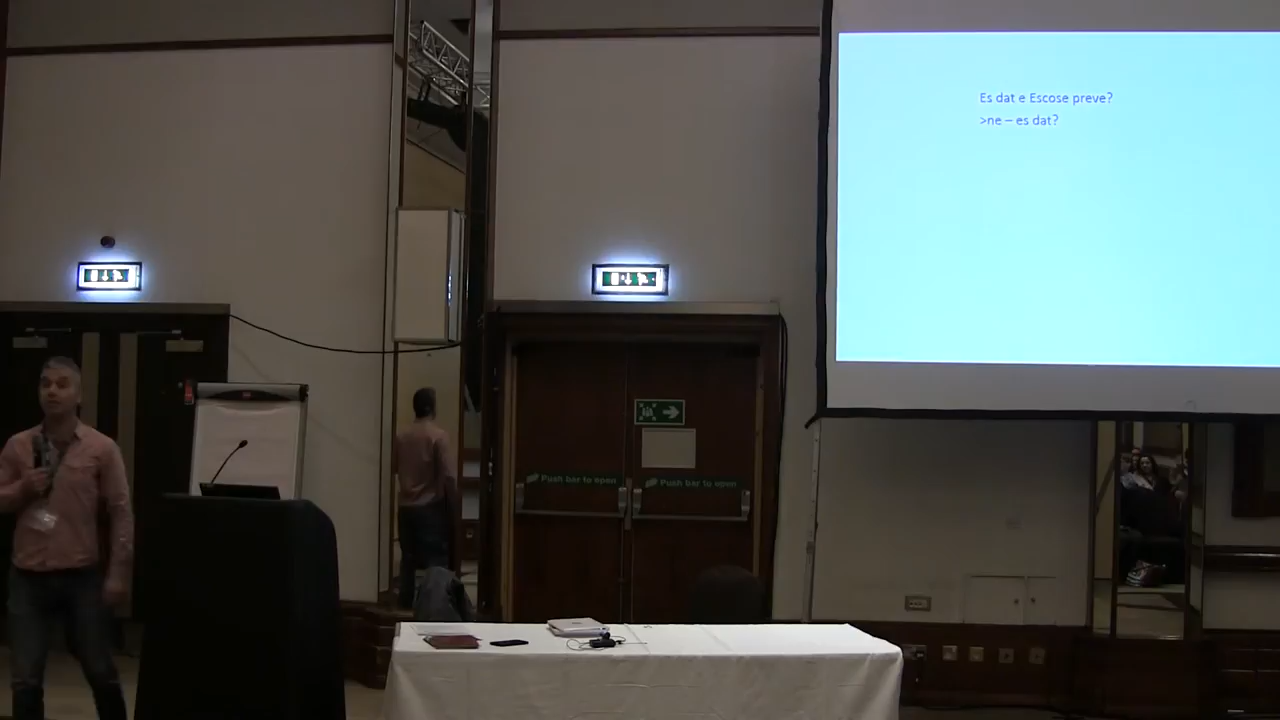 Es dat e Escose preve?
>ne – es dat?
Push bar to open
Push bar to open